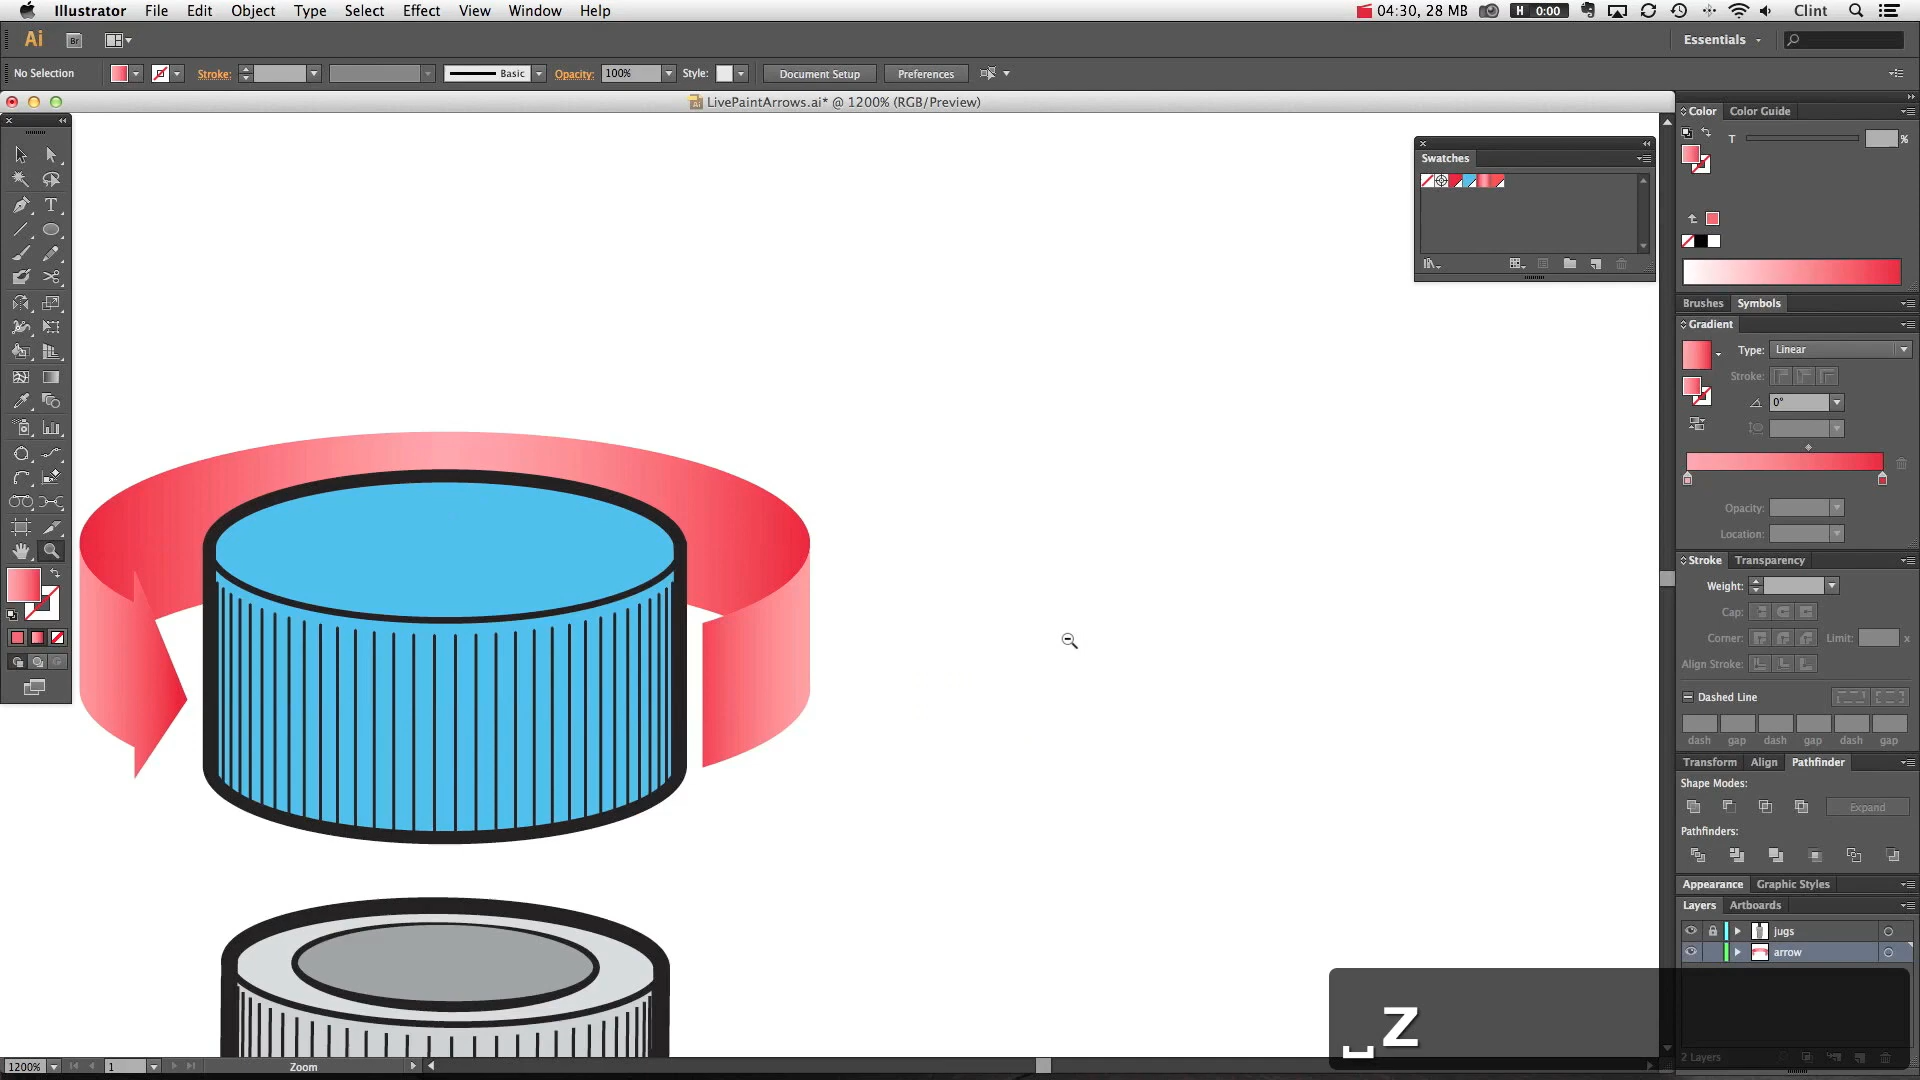 Illustrator File Edit Object Type Select Effect View Window Help 04:30, 28 MB H 0:00 Clint
Ai Br Essentials
No Selection Stroke: Basic Opacity: 100% Style: Document Setup Preferences
LivePaintArrows.ai* @ 1200% (RGB/Preview)
Swatches
Color Color Guide
T %
Brushes Symbols
Gradient
Type: Linear
Stroke:
0°
Opacity:
Location:
Stroke Transparency
Weight:
Cap:
Corner: Limit: x
Align Stroke:
Dashed Line
dash gap dash gap dash gap
Transform Align Pathfinder
Shape Modes:
Expand
Pathfinders:
Appearance Graphic Styles
Layers Artboards
jugs
arrow
2 Layers
z
1200% 1 Zoom